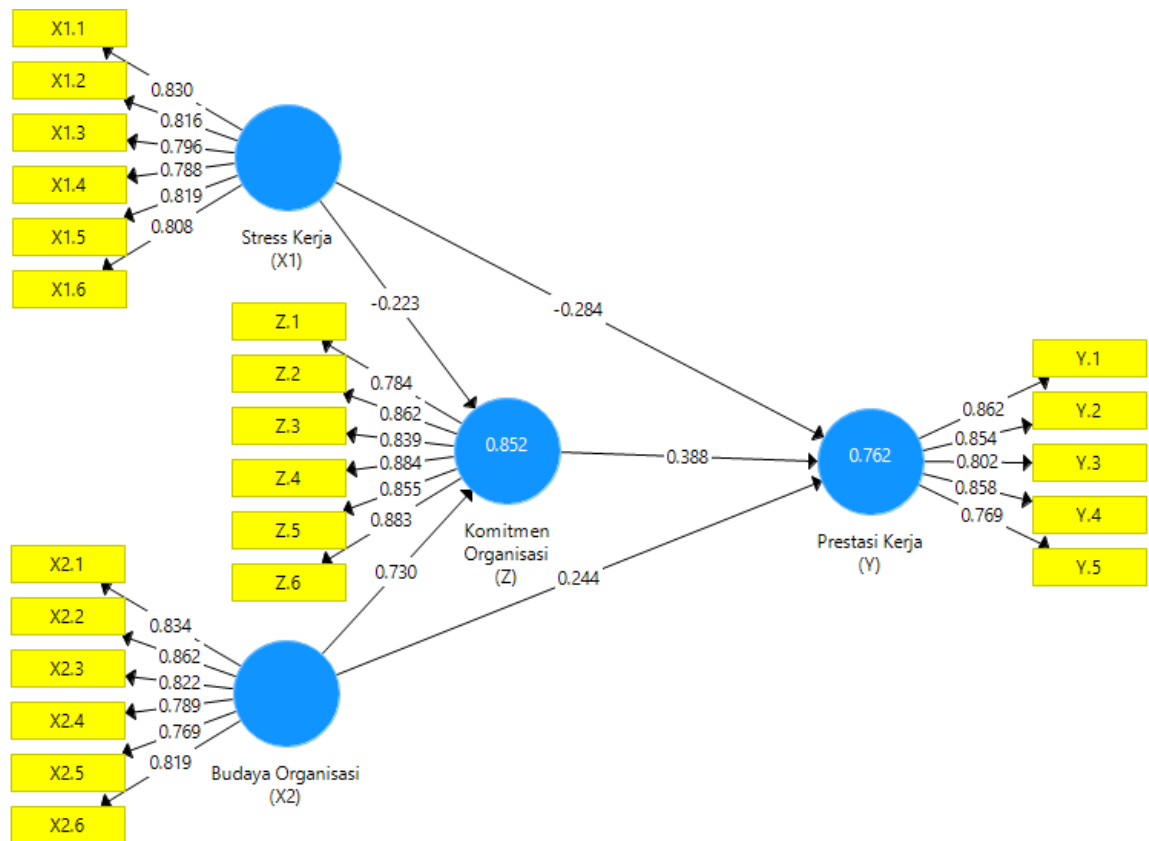 X1.1
X1.2
X1.3
X1.4
X1.5
X1.6
0.830
0.816
0.796
0.788
0.819
0.808
Stress Kerja
(X1)
-0.223
-0.284
Z.1
Z.2
Z.3
Z.4
Z.5
Z.6
0.784
0.862
0.839
0.884
0.855
0.883
0.852
Komitmen
Organisasi
(Z)
0.388
0.730
0.244
0.762
Prestasi Kerja
(Y)
0.862
0.854
0.802
0.858
0.769
Y.1
Y.2
Y.3
Y.4
Y.5
X2.1
X2.2
X2.3
X2.4
X2.5
X2.6
0.834
0.862
0.822
0.789
0.769
0.819
Budaya Organisasi
(X2)